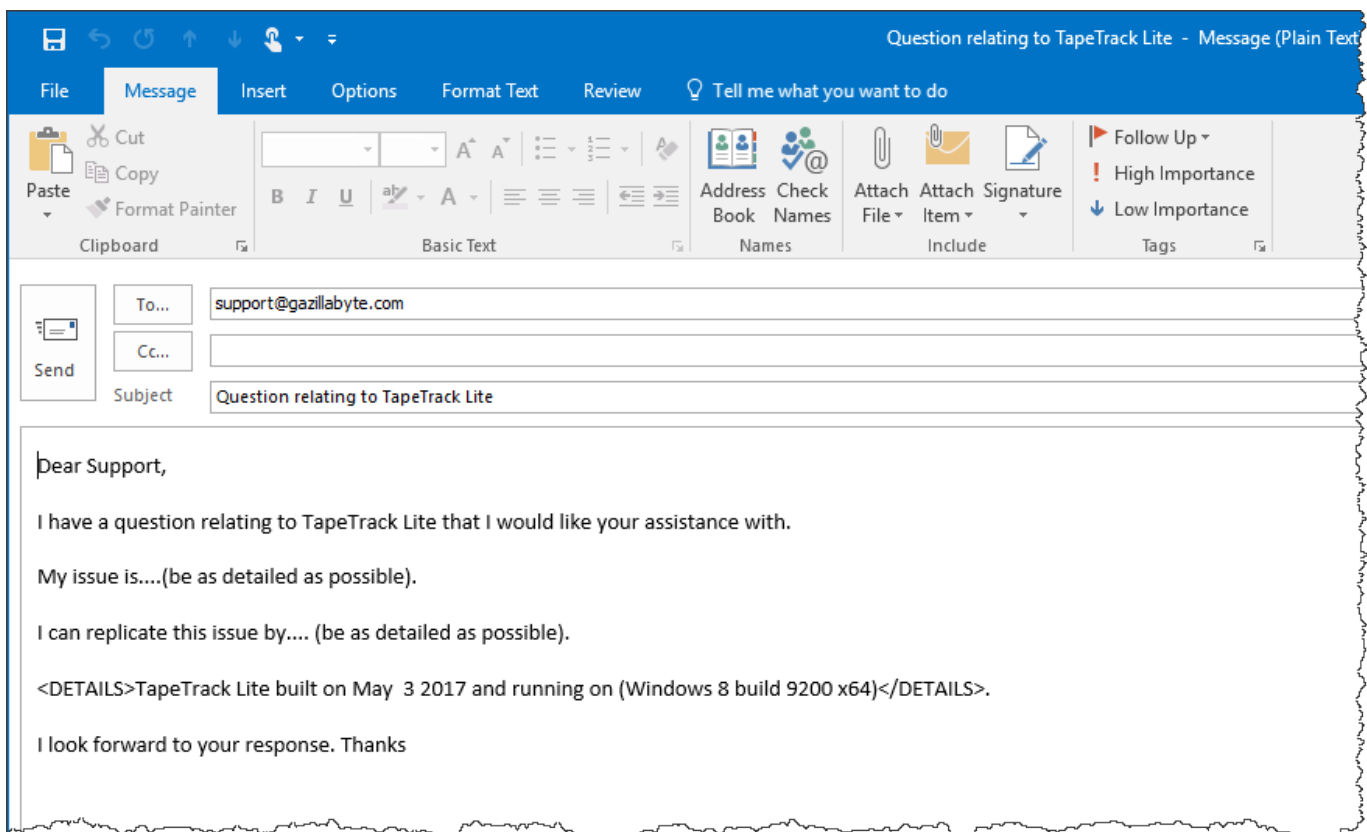 Question relating to TapeTrack Lite - Message (Plain Text
File Message Insert Options Format Text Review Tell me what you want to do
Paste
Cut
Copy
Format Painter
Clipboard
B I U aby A
Basic Text
Address Book
Check Names
Names
Attach File
Attach Item
Signature
Include
Follow Up
High Importance
Low Importance
Tags
Send
To... support@gazillabyte.com
Cc...
Subject Question relating to TapeTrack Lite
Dear Support,
I have a question relating to TapeTrack Lite that I would like your assistance with.
My issue is....(be as detailed as possible).
I can replicate this issue by.... (be as detailed as possible).
<DETAILS>TapeTrack Lite built on May  3 2017 and running on (Windows 8 build 9200 x64)</DETAILS>.
I look forward to your response. Thanks